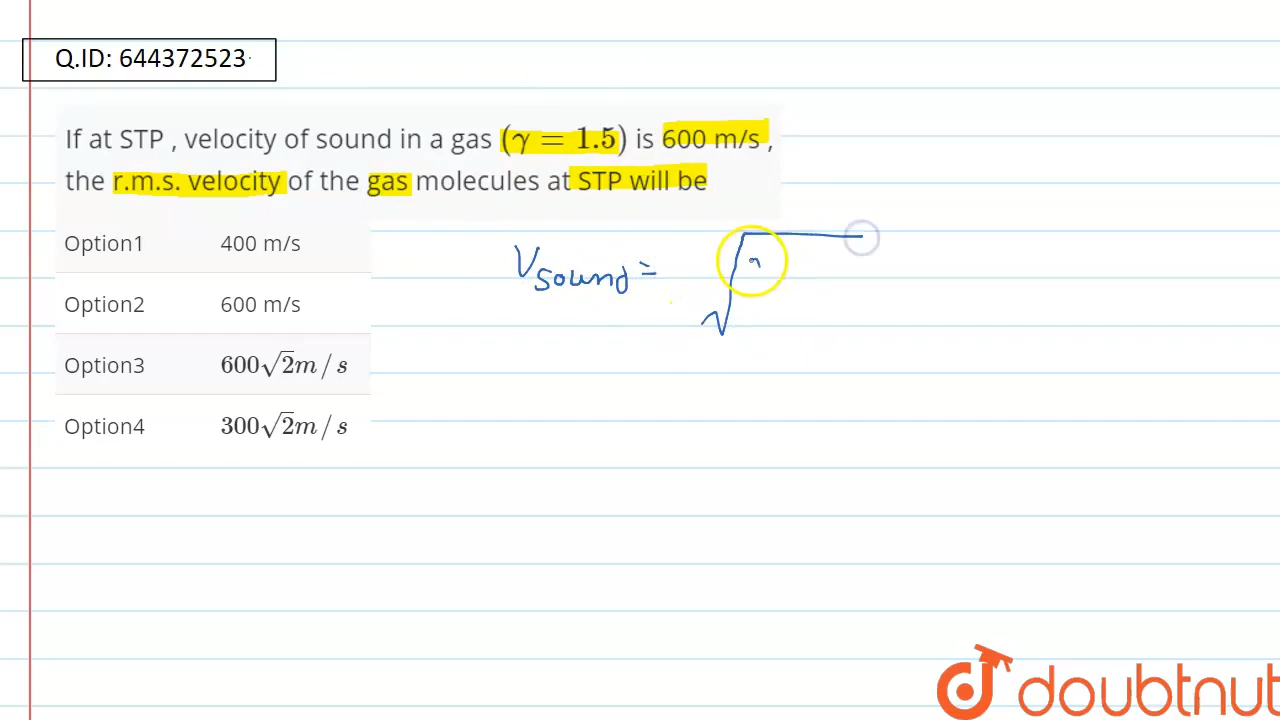 Q.ID: 644372523
If at STP , velocity of sound in a gas (γ = 1.5) is 600 m/s ,
the r.m.s. velocity of the gas molecules at STP will be
Option1 400 m/s
Option2 600 m/s
Option3 600√2m / s
Option4 300√2m / s
V sound = √
doubtnut